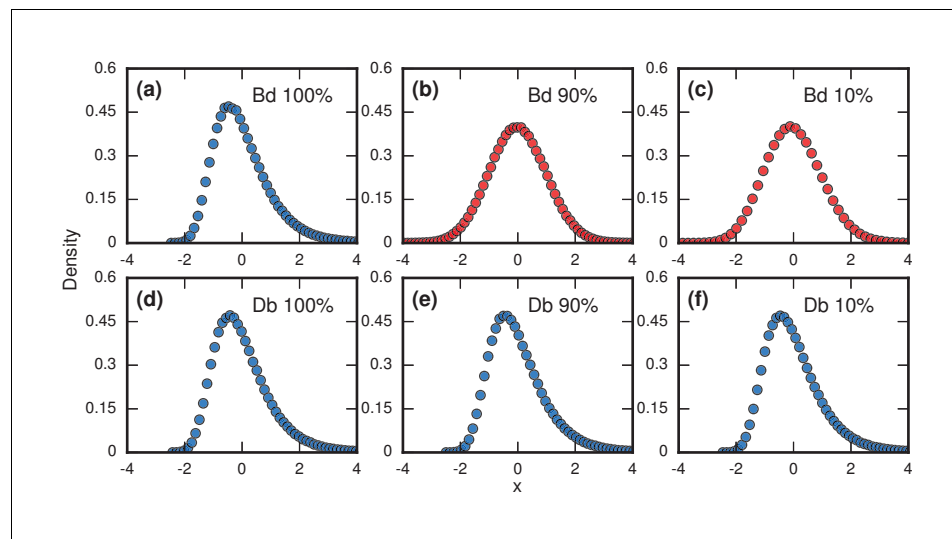 (a) Bd 100%
(b) Bd 90%
(c) Bd 10%
0.6 0.6 0.6
0.45 0.45 0.45
0.3 0.3 0.3
0.15 0.15 0.15
0 0 0
-4 -2 0 2 4 -4 -2 0 2 4 -4 -2 0 2 4
Density
(d) Db 100%
(e) Db 90%
(f) Db 10%
0.6 0.6 0.6
0.45 0.45 0.45
0.3 0.3 0.3
0.15 0.15 0.15
0 0 0
-4 -2 0 2 4 -4 -2 0 2 4 -4 -2 0 2 4
x